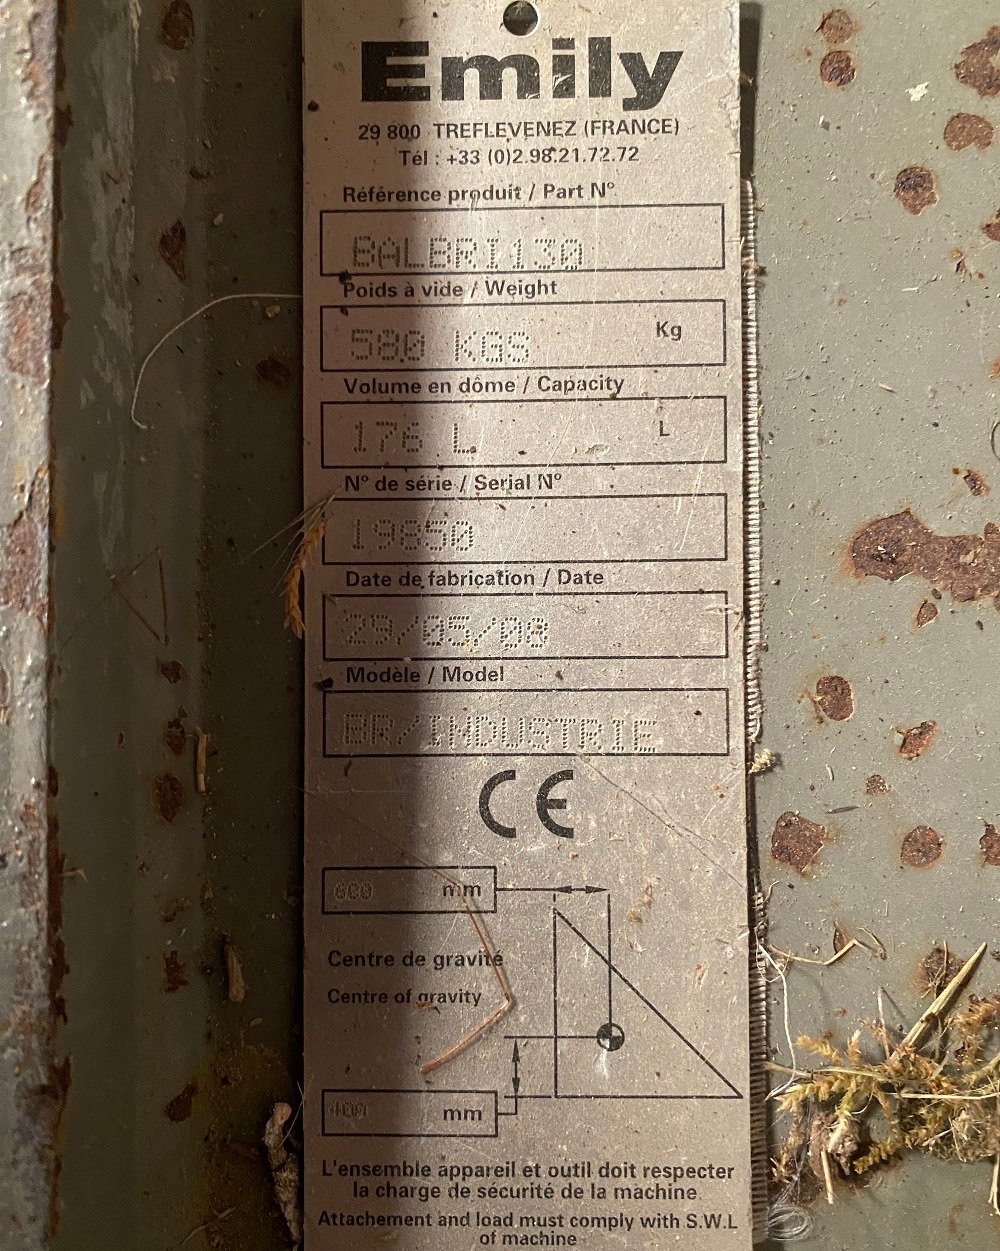 Emily
29 800 TREFLEVENEZ (FRANCE)
Tél : +33 (0)2.98.21.72.72
Référence produit / Part N°
BALBRI130
Poids à vide / Weight
580 KGS Kg
Volume en dôme / Capacity
176 L L
N° de série / Serial N°
19850
Date de fabrication / Date
29/05/08
Modèle / Model
BR/INDUSTRIE
CE
600 mm
Centre de gravité
Centre of gravity
400 mm
L'ensemble appareil et outil doit respecter
la charge de sécurité de la machine
Attachement and load must comply with S.W.L
of machine